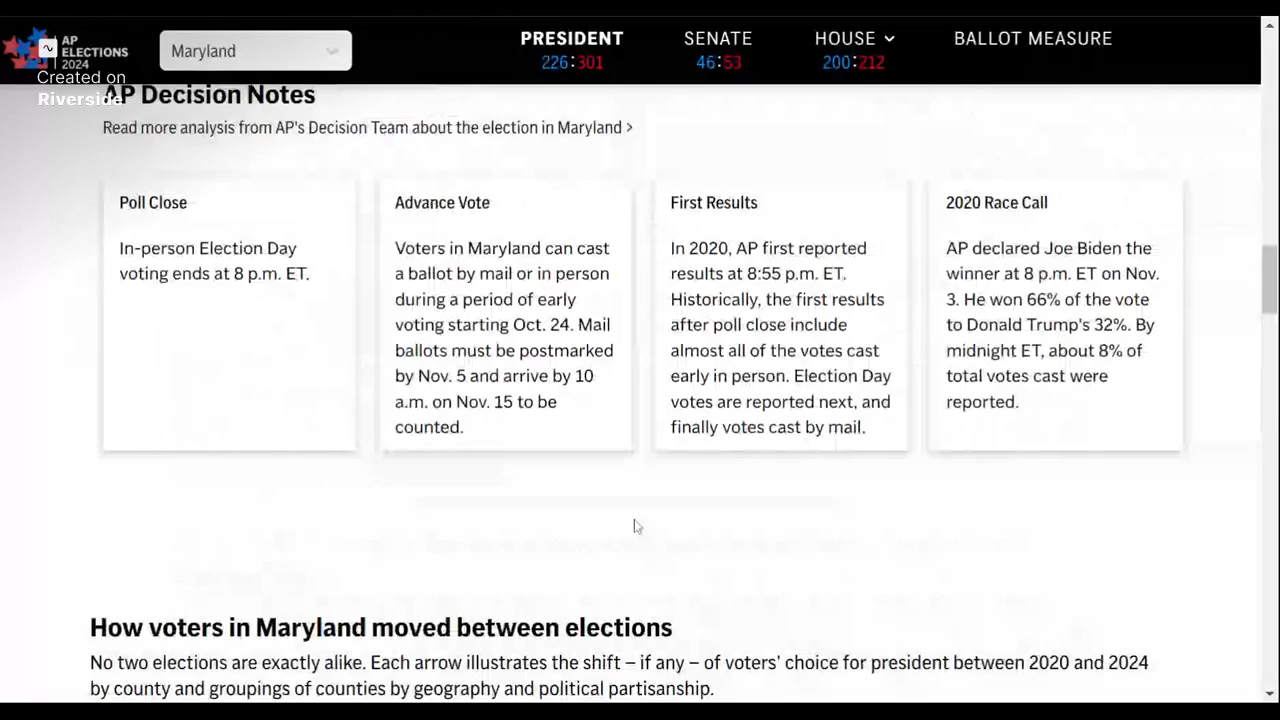 AP
ELECTIONS
2024
Maryland
PRESIDENT
226:301
SENATE
46:53
HOUSE
200:212
BALLOT MEASURE
Created on
Riverside
AP Decision Notes
Read more analysis from AP's Decision Team about the election in Maryland >
Poll Close
In-person Election Day
voting ends at 8 p.m. ET.
Advance Vote
Voters in Maryland can cast
a ballot by mail or in person
during a period of early
voting starting Oct. 24. Mail
ballots must be postmarked
by Nov. 5 and arrive by 10
a.m. on Nov. 15 to be
counted.
First Results
In 2020, AP first reported
results at 8:55 p.m. ET.
Historically, the first results
after poll close include
almost all of the votes cast
early in person. Election Day
votes are reported next, and
finally votes cast by mail.
2020 Race Call
AP declared Joe Biden the
winner at 8 p.m. ET on Nov.
3. He won 66% of the vote
to Donald Trump's 32%. By
midnight ET, about 8% of
total votes cast were
reported.
How voters in Maryland moved between elections
No two elections are exactly alike. Each arrow illustrates the shift – if any – of voters' choice for president between 2020 and 2024
by county and groupings of counties by geography and political partisanship.